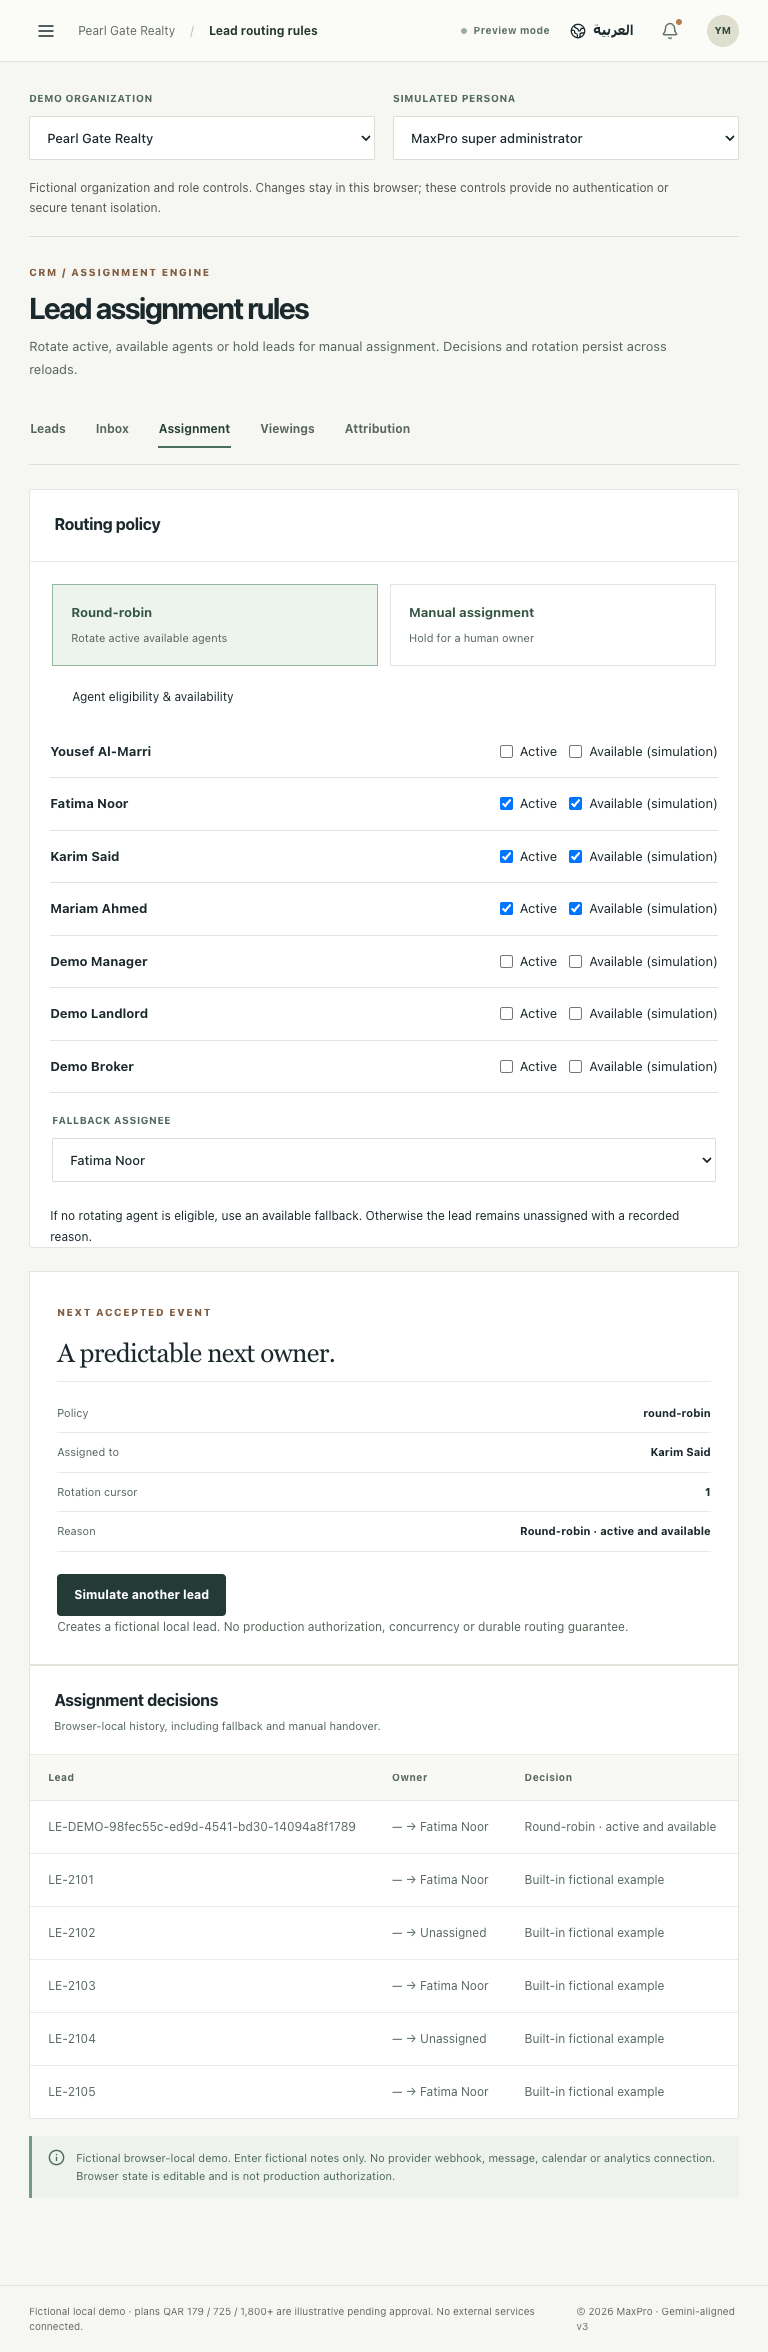 Pearl Gate Realty / Lead routing rules
Preview mode
العربية
YM
DEMO ORGANIZATION
Pearl Gate Realty
SIMULATED PERSONA
MaxPro super administrator
Fictional organization and role controls. Changes stay in this browser; these controls provide no authentication or
secure tenant isolation.
CRM / ASSIGNMENT ENGINE
Lead assignment rules
Rotate active, available agents or hold leads for manual assignment. Decisions and rotation persist across
reloads.
Leads Inbox Assignment Viewings Attribution
Routing policy
Round-robin
Rotate active available agents
Manual assignment
Hold for a human owner
Agent eligibility & availability
Yousef Al-Marri Active Available (simulation)
Fatima Noor Active Available (simulation)
Karim Said Active Available (simulation)
Mariam Ahmed Active Available (simulation)
Demo Manager Active Available (simulation)
Demo Landlord Active Available (simulation)
Demo Broker Active Available (simulation)
FALLBACK ASSIGNEE
Fatima Noor
If no rotating agent is eligible, use an available fallback. Otherwise the lead remains unassigned with a recorded
reason.
NEXT ACCEPTED EVENT
A predictable next owner.
Policy round-robin
Assigned to Karim Said
Rotation cursor 1
Reason Round-robin · active and available
Simulate another lead
Creates a fictional local lead. No production authorization, concurrency or durable routing guarantee.
Assignment decisions
Browser-local history, including fallback and manual handover.
Lead Owner Decision
LE-DEMO-98fec55c-ed9d-4541-bd30-14094a8f1789 — → Fatima Noor Round-robin · active and available
LE-2101 — → Fatima Noor Built-in fictional example
LE-2102 — → Unassigned Built-in fictional example
LE-2103 — → Fatima Noor Built-in fictional example
LE-2104 — → Unassigned Built-in fictional example
LE-2105 — → Fatima Noor Built-in fictional example
Fictional browser-local demo. Enter fictional notes only. No provider webhook, message, calendar or analytics connection.
Browser state is editable and is not production authorization.
Fictional local demo · plans QAR 179 / 725 / 1,800+ are illustrative pending approval. No external services
connected.
© 2026 MaxPro · Gemini-aligned
v3